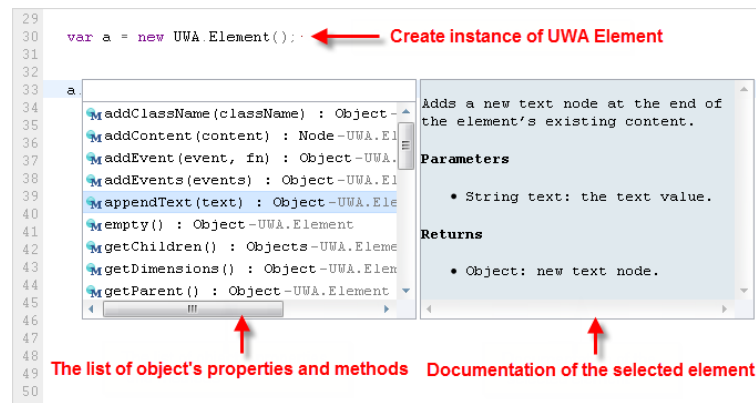 29
30 var a = new UWA.Element();
Create instance of UWA Element
31
32
33 a.
34
35
36
37
38
39
40
41
42
43
44
45
46
47
48
49
50
addClassName(className) : Object-
addContent(content) : Node-UWA.El
addEvent(event, fn) : Object-UWA.
addEvents(events) : Object-UWA.El
appendText(text) : Object-UWA.Ele
empty() : Object-UWA.Element
getChildren() : Objects-UWA.Eleme
getDimensions() : Object-UWA.Elem
getParent() : Object-UWA.Element
Adds a new text node at the end of
the element's existing content.
Parameters
• String text: the text value.
Returns
• Object: new text node.
The list of object's properties and methods
Documentation of the selected element